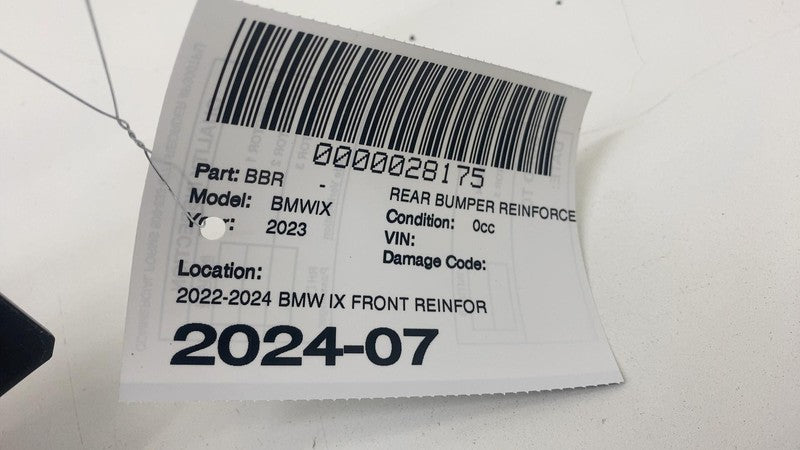 0000028175
Part: BBR - REAR BUMPER REINFORCE
Model: BMWIX Condition: 0cc
Year: 2023 VIN:
Damage Code:
Location:
2022-2024 BMW IX FRONT REINFOR
2024-07